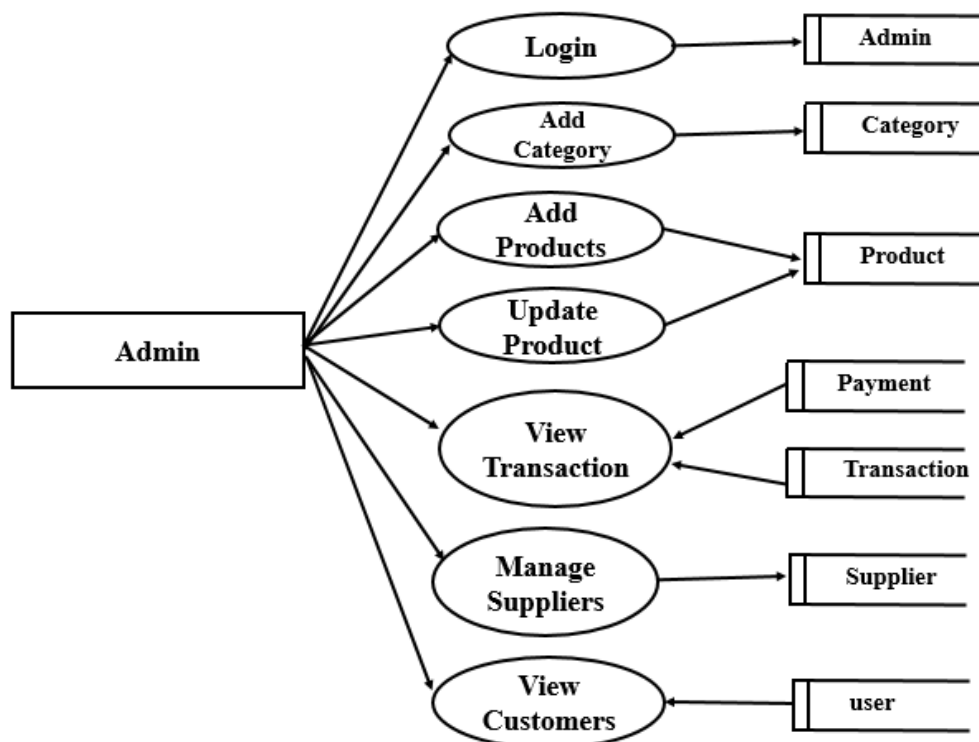 Login
Admin
Add
Category
Category
Add
Products
Product
Update
Product
Admin
Payment
View
Transaction
Transaction
Manage
Suppliers
Supplier
View
Customers
user